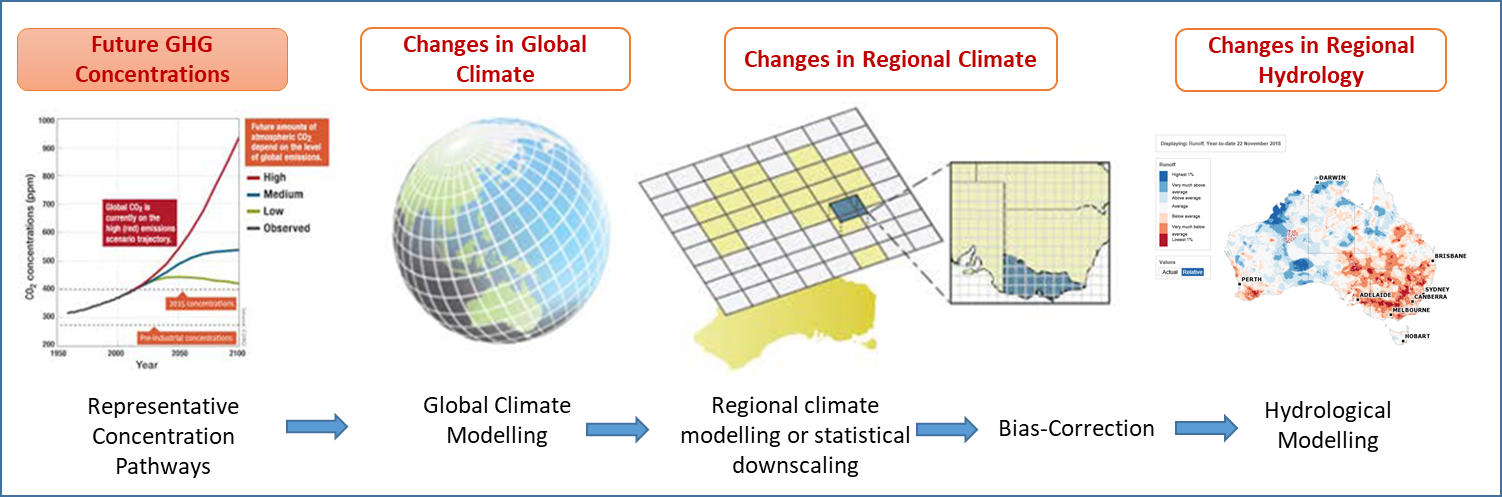 Future GHG
Concentrations
Changes in Global
Climate
Changes in Regional Climate
Changes in Regional
Hydrology
1000
900
800
700
600
500
400
300
200
CO2 concentrations (ppm)
1950
2000
2050
2100
Year
Future amounts of
atmospheric CO2
depend on the level
of global emissions.
High
Medium
Low
Observed
Global CO2 is
currently on the
high (red) emissions
scenario trajectory.
2015 concentrations
Pre-industrial concentrations
Displaying: Runoff, Year-to-date 22 November 2018
Runoff
Highest 1%
Very much above
average
Above average
Average
Below average
Very much below
average
Lowest 1%
Values
Actual Relative
DARWIN
BRISBANE
PERTH
ADELAIDE
SYDNEY
CANBERRA
MELBOURNE
HOBART
Representative
Concentration
Pathways
Global Climate
Modelling
Regional climate
modelling or statistical
downscaling
Bias-Correction
Hydrological
Modelling